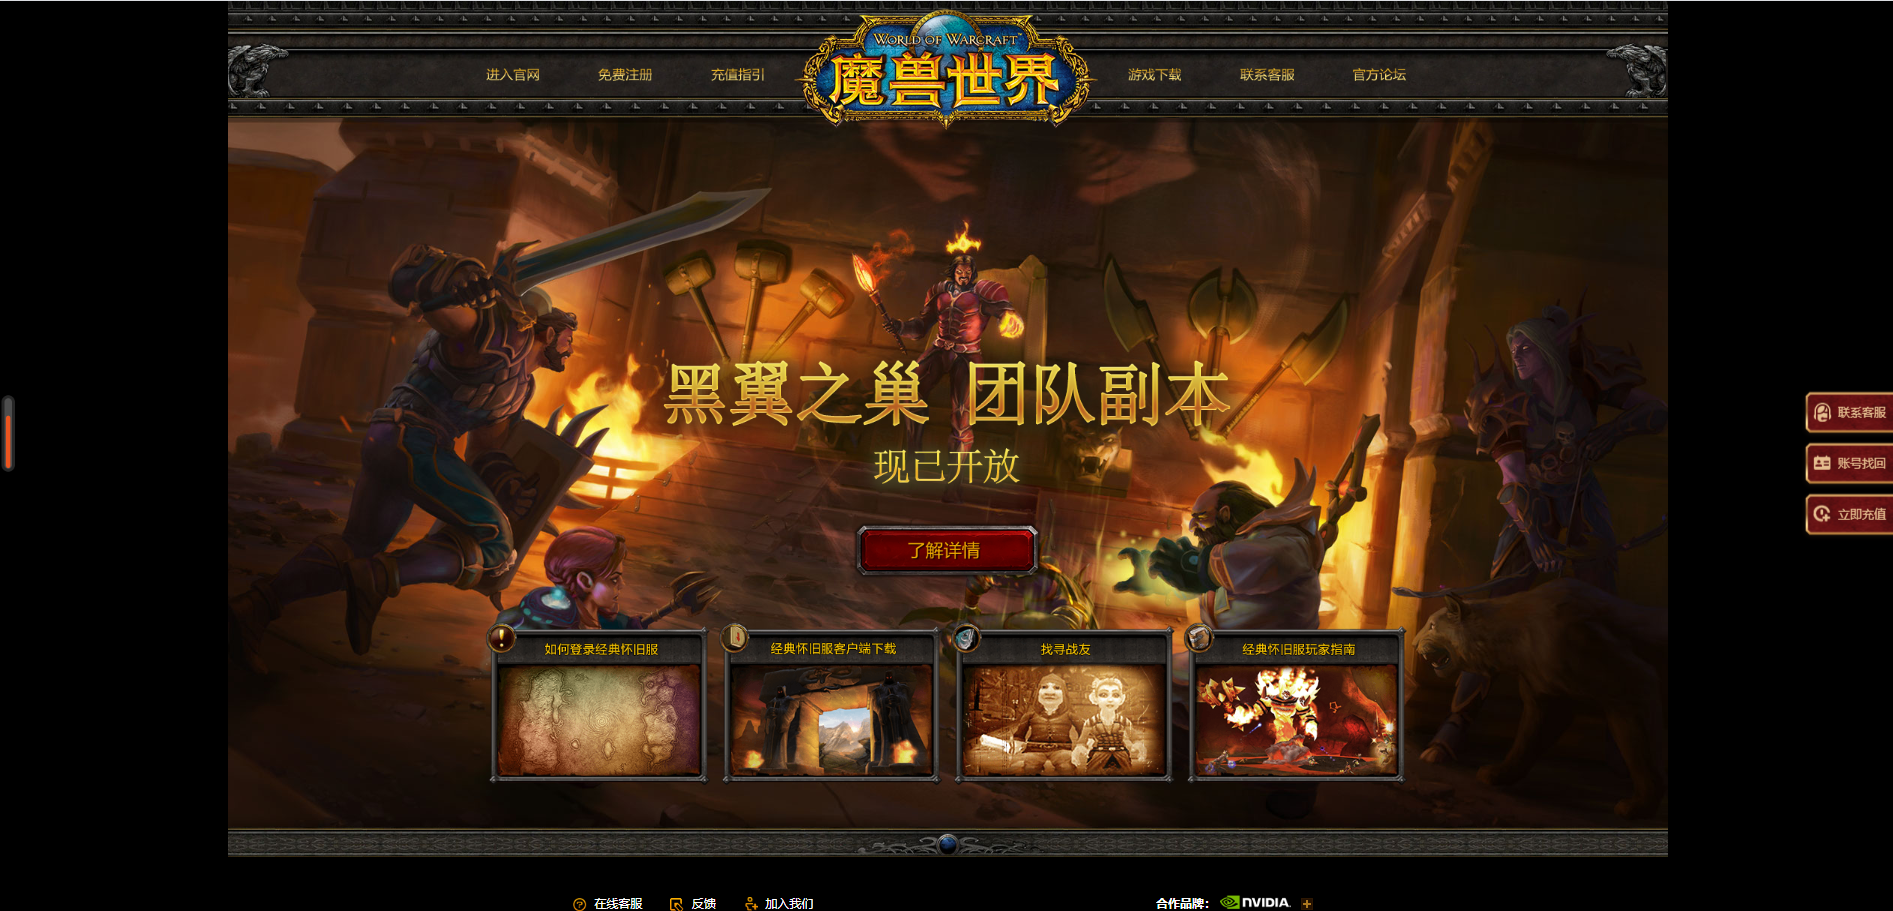 WORLD OF WARCRAFT
魔兽世界
进入官网 免费注册 充值指引 游戏下载 联系客服 官方论坛
黑翼之巢 团队副本
现已开放
了解详情
联系客服
账号找回
立即充值
如何登录经典怀旧服 经典怀旧服客户端下载 找寻战友 经典怀旧服玩家指南
在线客服 反馈 加入我们 合作品牌: NVIDIA.